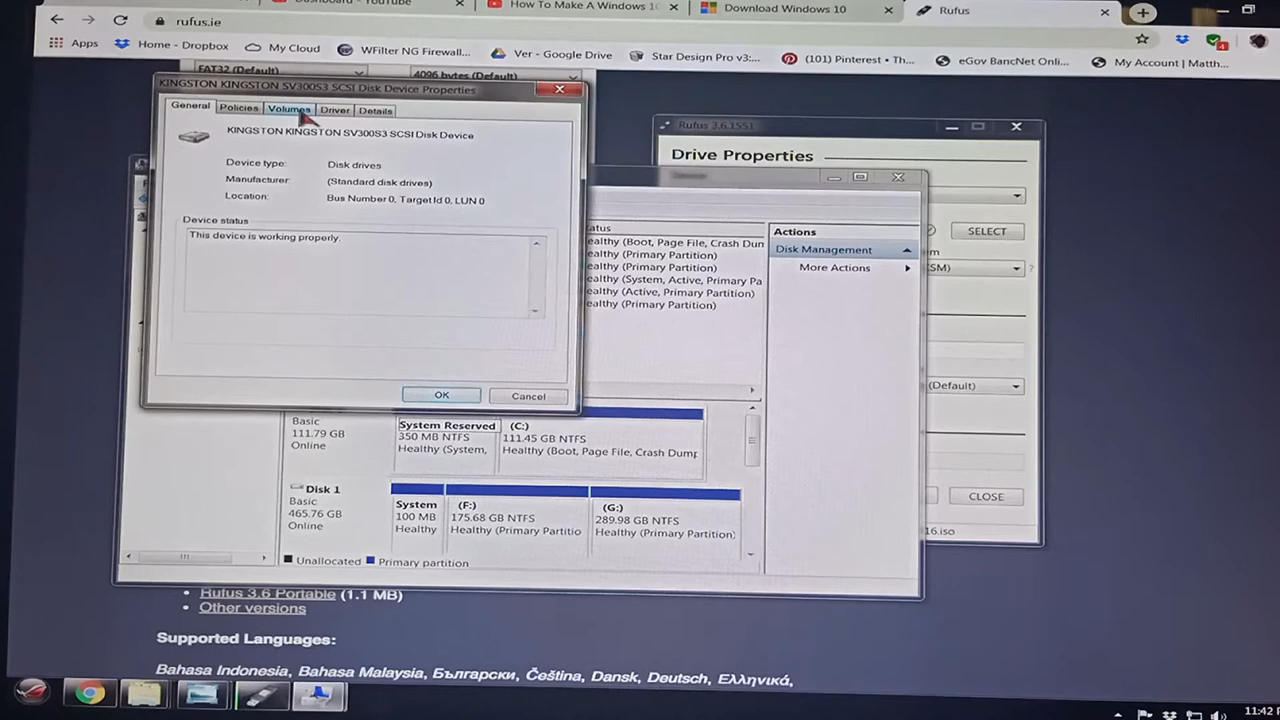 Dashboard - YouTube
How To Make A Windows 10
Download Windows 10
Rufus
rufus.ie
Apps
Home - Dropbox
My Cloud
WFilter NG Firewall...
Ver - Google Drive
Star Design Pro v3:...
(101) Pinterest • Th...
eGov BancNet Onli...
My Account | Matth...
4
FAT32 (Default)
4096 bytes (Default)
KINGSTON KINGSTON SV300S3 SCSI Disk Device Properties
General
Policies
Volumes
Driver
Details
KINGSTON KINGSTON SV300S3 SCSI Disk Device
Device type:
Disk drives
Manufacturer:
(Standard disk drives)
Location:
Bus Number 0, Target Id 0, LUN 0
Device status
This device is working properly.
OK
Cancel
Rufus 3.6.1551
Drive Properties
SELECT
SM)
?
(Default)
CLOSE
16.iso
atus
ealthy (Boot, Page File, Crash Dun
ealthy (Primary Partition)
ealthy (Primary Partition)
ealthy (System, Active, Primary Pa
ealthy (Active, Primary Partition)
ealthy (Primary Partition)
Actions
Disk Management
More Actions
Basic
111.79 GB
Online
System Reserved
350 MB NTFS
Healthy (System,
(C:)
111.45 GB NTFS
Healthy (Boot, Page File, Crash Dump
Disk 1
Basic
465.76 GB
Online
System
100 MB
Healthy
(F:)
175.68 GB NTFS
Healthy (Primary Partitio
(G:)
289.98 GB NTFS
Healthy (Primary Partition)
Unallocated
Primary partition
Rufus 3.6 Portable (1.1 MB)
Other versions
Supported Languages:
Bahasa Indonesia, Bahasa Malaysia, Български, Čeština, Dansk, Deutsch, Ελληνικά,
11:42